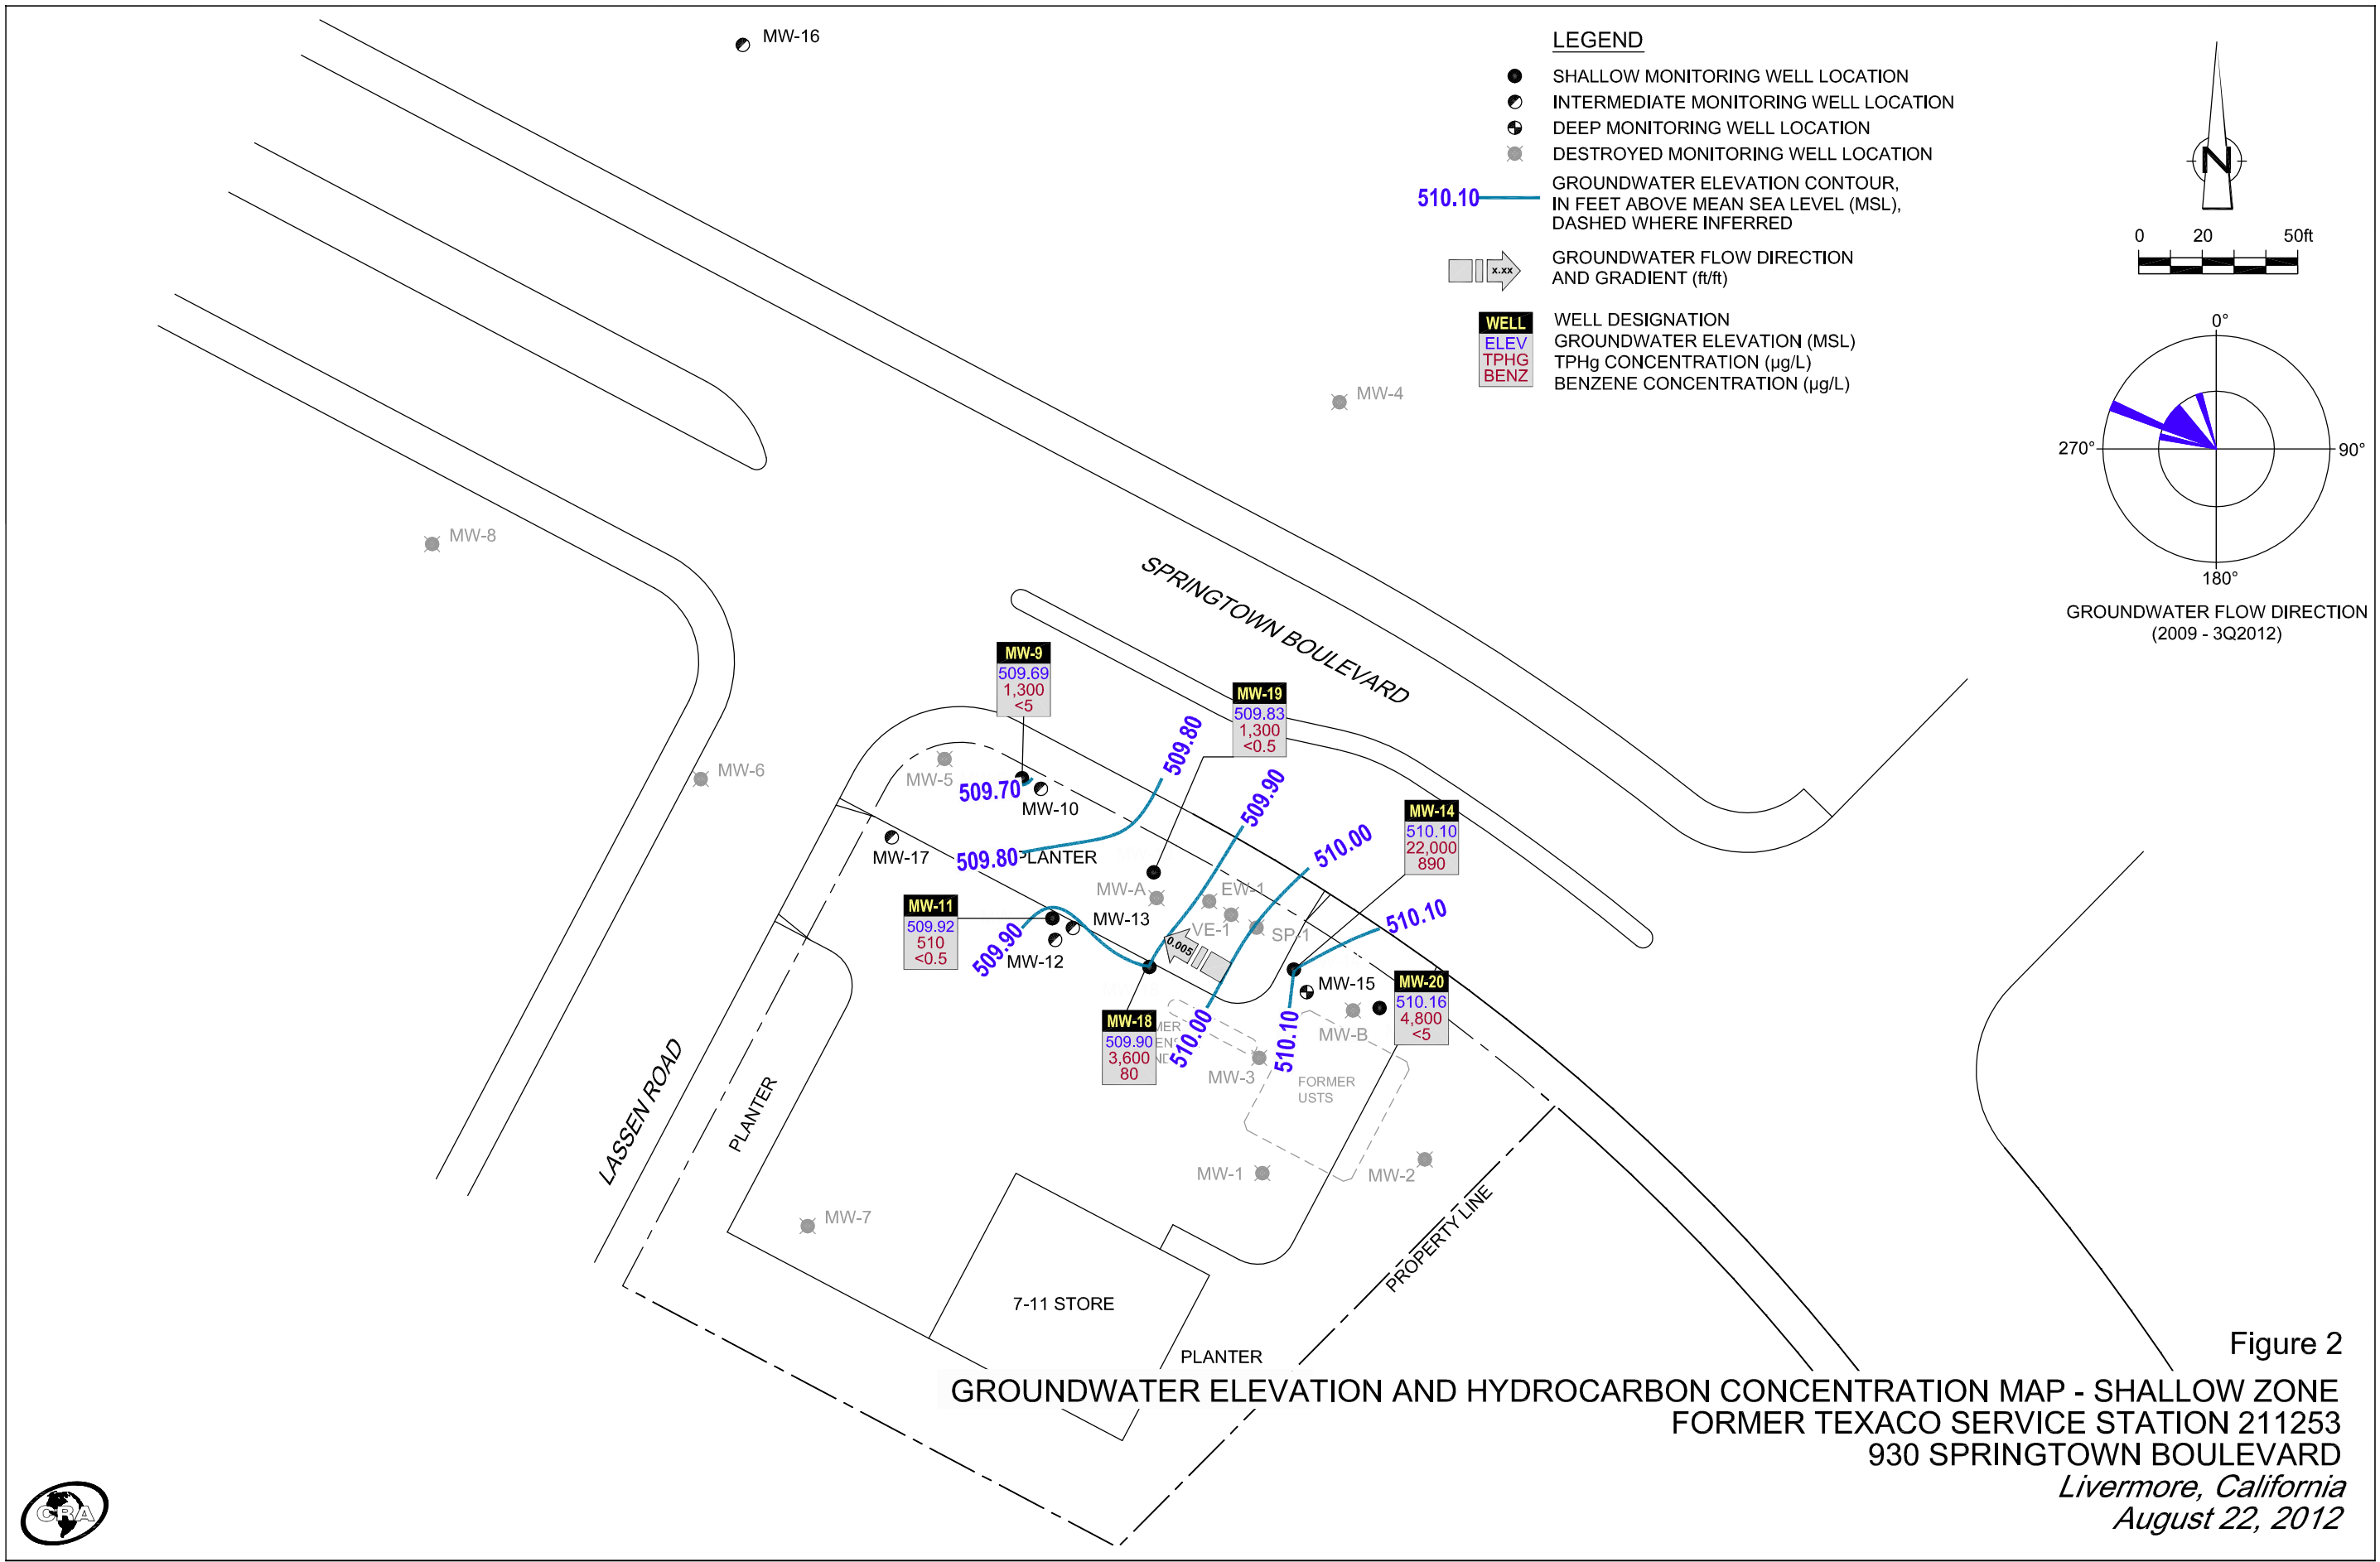 MW-16
LEGEND
SHALLOW MONITORING WELL LOCATION
INTERMEDIATE MONITORING WELL LOCATION
DEEP MONITORING WELL LOCATION
DESTROYED MONITORING WELL LOCATION
510.10
GROUNDWATER ELEVATION CONTOUR,
IN FEET ABOVE MEAN SEA LEVEL (MSL),
DASHED WHERE INFERRED
x.xx
GROUNDWATER FLOW DIRECTION
AND GRADIENT (ft/ft)
WELL
ELEV
TPHG
BENZ
WELL DESIGNATION
GROUNDWATER ELEVATION (MSL)
TPHg CONCENTRATION (µg/L)
BENZENE CONCENTRATION (µg/L)
N
0 20 50ft
0°
270°
90°
180°
GROUNDWATER FLOW DIRECTION
(2009 - 3Q2012)
MW-4
MW-8
SPRINGTOWN BOULEVARD
MW-9
509.69
1,300
<5
MW-19
509.83
1,300
<0.5
509.80
MW-6
MW-5
509.70
MW-10
509.90
MW-14
510.10
22,000
890
510.00
MW-17
509.80
PLANTER
MW-A
EW-1
MW-11
509.92
510
<0.5
MW-13
VE-1
SP-1
510.10
509.90
MW-12
0.005
MW-15
MW-20
510.16
4,800
<5
MW-18
509.90
3,600
80
510.00
510.10
MW-B
MW-3
FORMER
USTS
LASSEN ROAD
PLANTER
MW-1
MW-2
MW-7
PROPERTY LINE
7-11 STORE
PLANTER
Figure 2
GROUNDWATER ELEVATION AND HYDROCARBON CONCENTRATION MAP - SHALLOW ZONE
FORMER TEXACO SERVICE STATION 211253
930 SPRINGTOWN BOULEVARD
Livermore, California
August 22, 2012
CRA